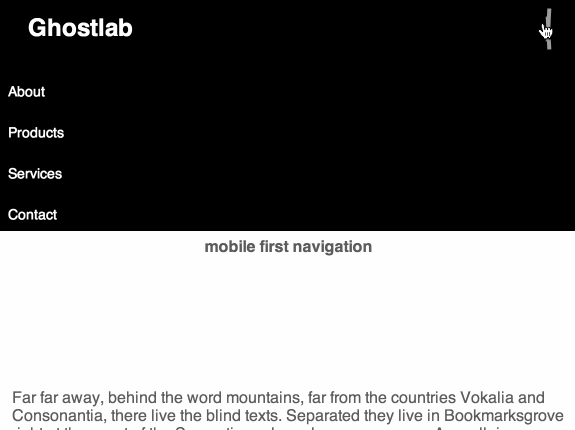 Ghostlab
About
Products
Services
Contact
mobile first navigation
Far far away, behind the word mountains, far from the countries Vokalia and
Consonantia, there live the blind texts. Separated they live in Bookmarksgrove